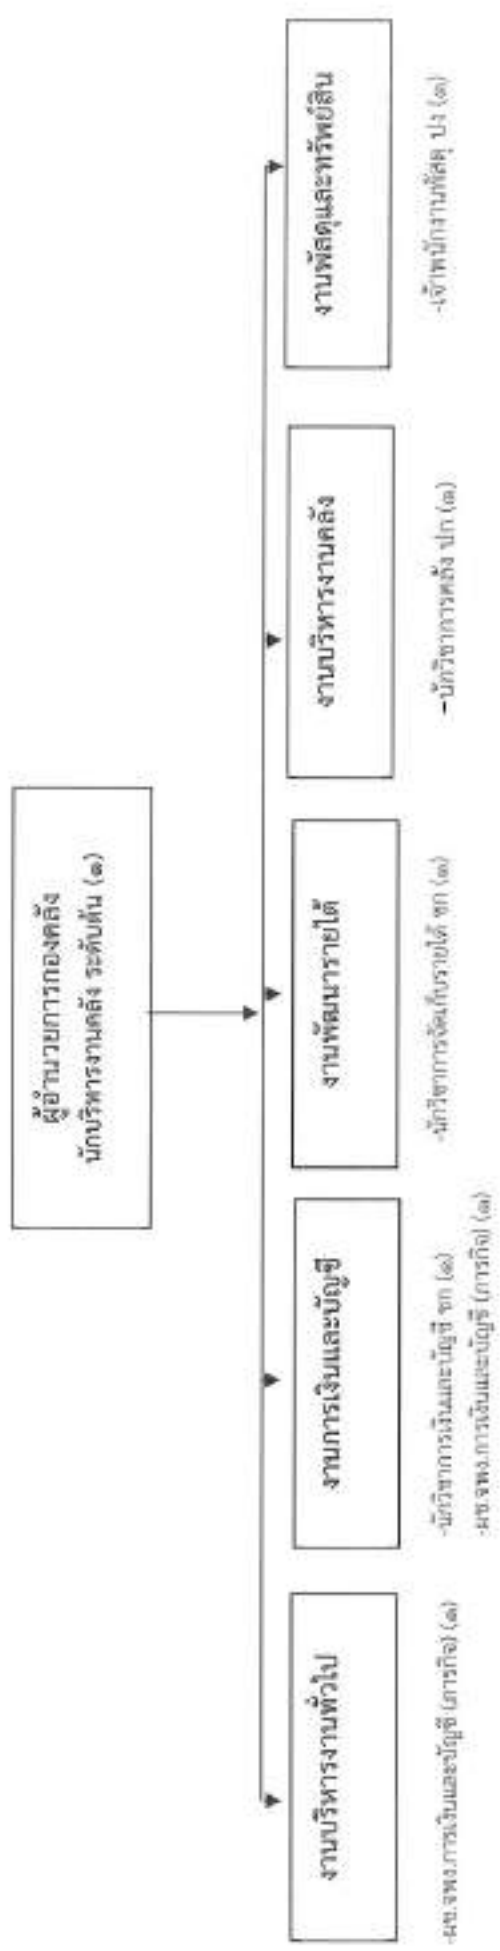 ผู้อำนวยการกองคลัง
นักบริหารงานคลัง ระดับต้น (๑)
งานบริหารงานทั่วไป
-ผช.จพง.การเงินและบัญชี (ภารกิจ) (๑)
งานการเงินและบัญชี
-นักวิชาการเงินและบัญชี ชก (๑)
-ผช.จพง.การเงินและบัญชี (ภารกิจ) (๑)
งานพัฒนารายได้
-นักวิชาการจัดเก็บรายได้ ชก (๑)
งานบริหารงานคลัง
–นักวิชาการคลัง ปก (๑)
งานพัสดุและทรัพย์สิน
-เจ้าพนักงานพัสดุ ปง (๑)